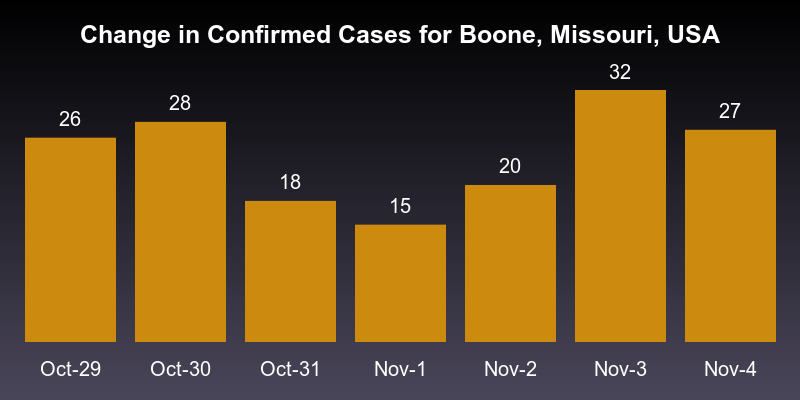 Change in Confirmed Cases for Boone, Missouri, USA
26
28
18
15
20
32
27
Oct-29
Oct-30
Oct-31
Nov-1
Nov-2
Nov-3
Nov-4